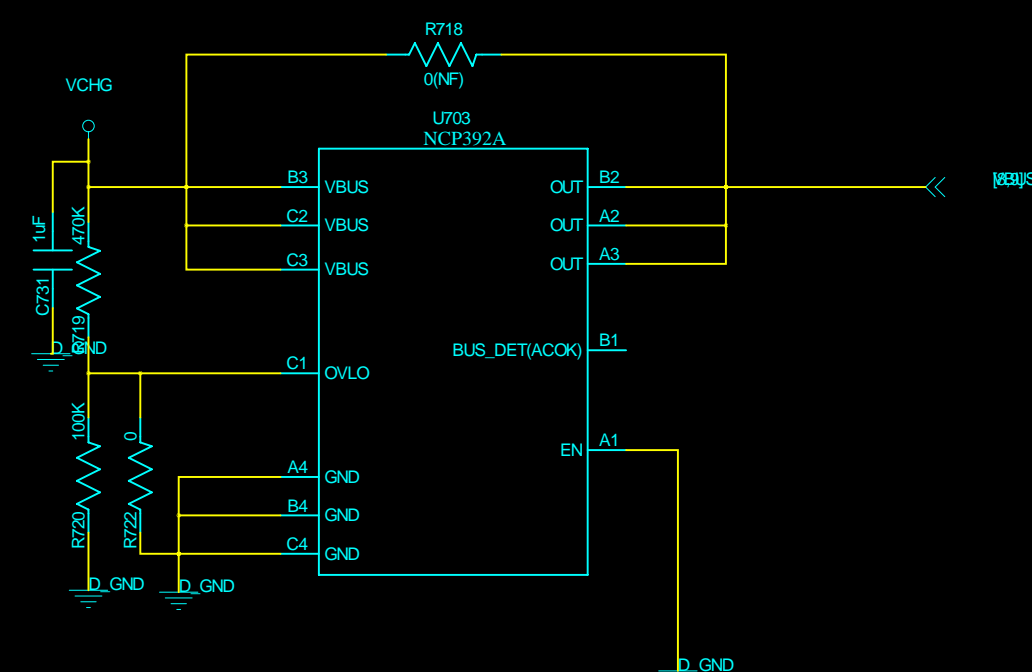 R718
0(NF)
VCHG
U703
NCP392A
B3
VBUS
OUT
B2
C2
VBUS
OUT
A2
C3
VBUS
OUT
A3
1uF
C731
470K
D_GND
BUS_DET(ACOK)
B1
C1
OVLO
100K
R720
0
R722
EN
A1
A4
GND
B4
GND
C4
GND
D_GND
D_GND
D_GND